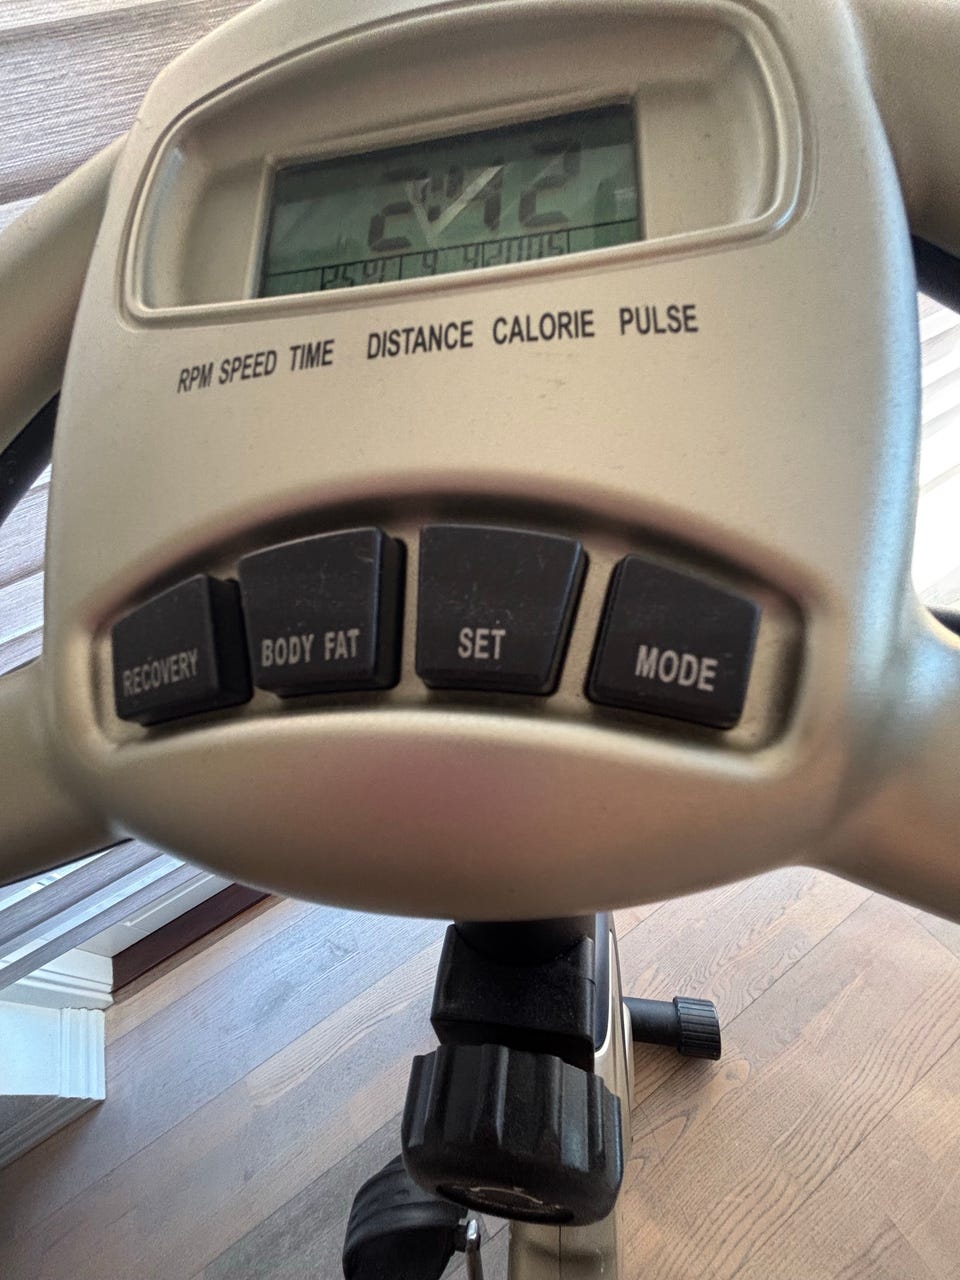 RPM SPEED TIME DISTANCE CALORIE PULSE
RECOVERY BODY FAT SET MODE